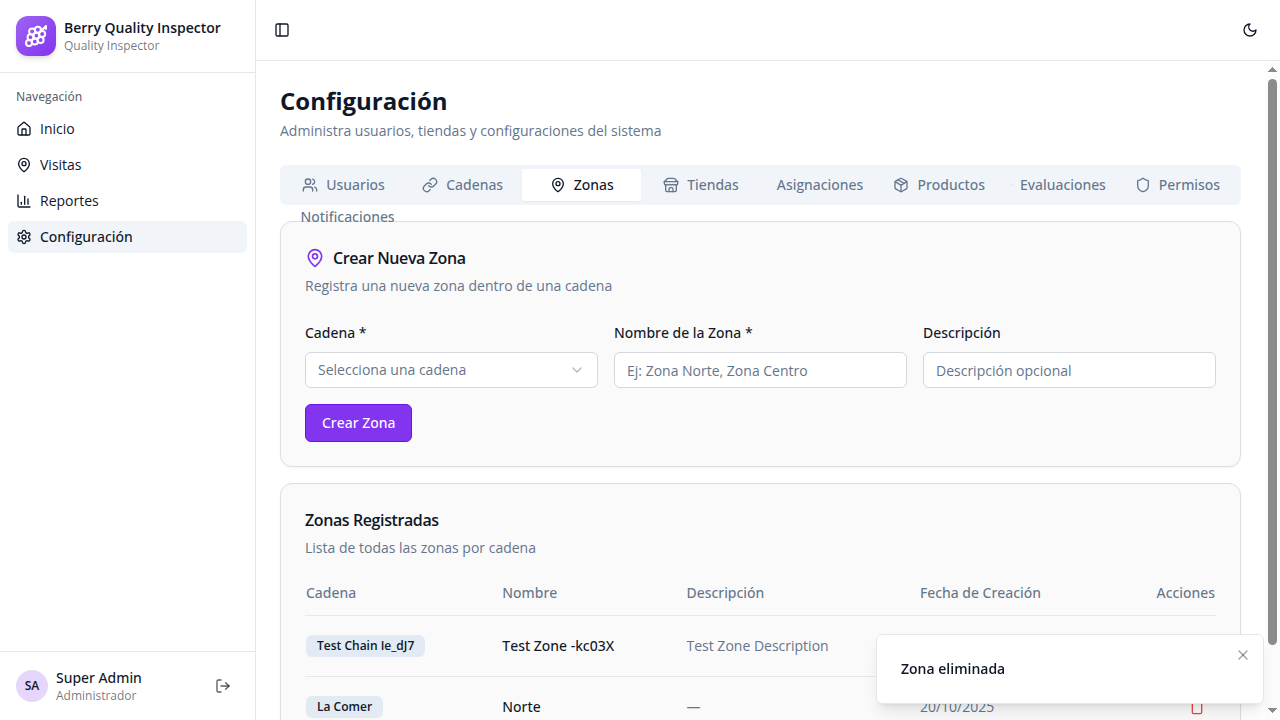 Berry Quality Inspector
Quality Inspector
Navegación
Inicio
Visitas
Reportes
Configuración
SA
Super Admin
Administrador
Configuración
Administra usuarios, tiendas y configuraciones del sistema
Usuarios Cadenas Zonas Tiendas Asignaciones Productos Evaluaciones Permisos
Notificaciones
Crear Nueva Zona
Registra una nueva zona dentro de una cadena
Cadena * Nombre de la Zona * Descripción
Selecciona una cadena Ej: Zona Norte, Zona Centro Descripción opcional
Crear Zona
Zonas Registradas
Lista de todas las zonas por cadena
Cadena Nombre Descripción Fecha de Creación Acciones
Test Chain Ie_dJ7 Test Zone -kc03X Test Zone Description
La Comer Norte — 20/10/2025
Zona eliminada